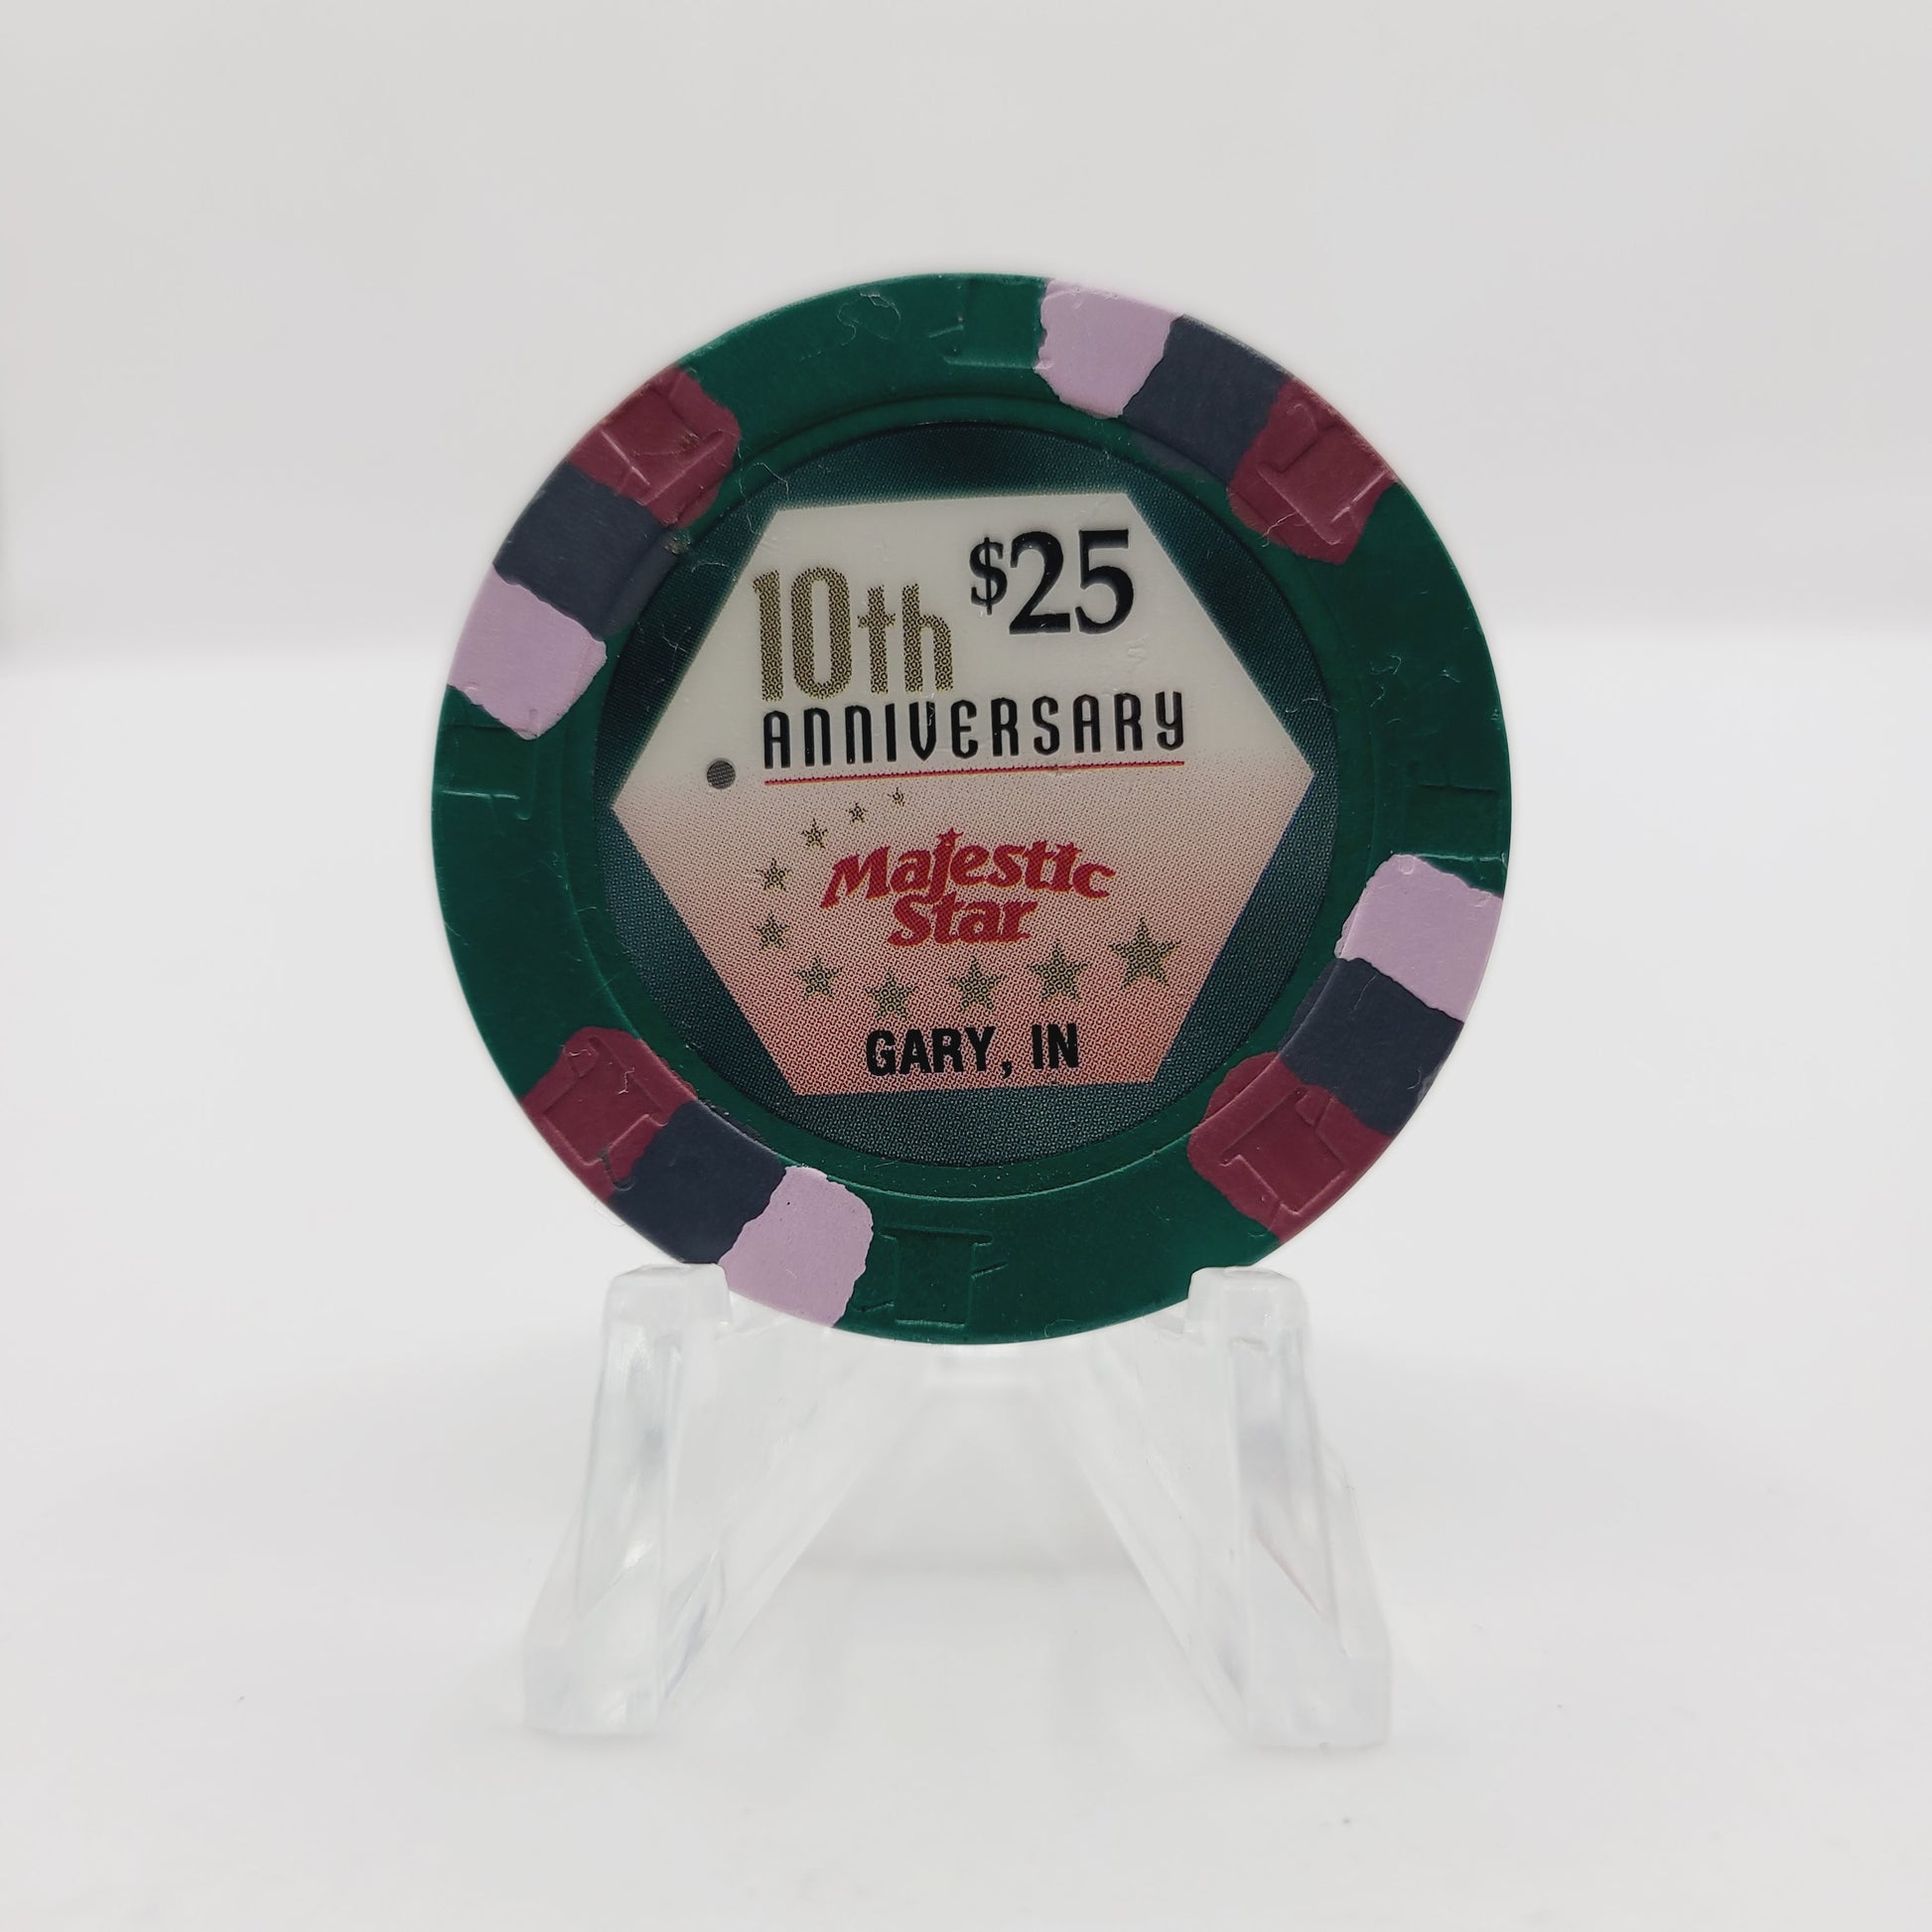 $25
10th
ANNIVERSARY
Majestic
Star
GARY, IN